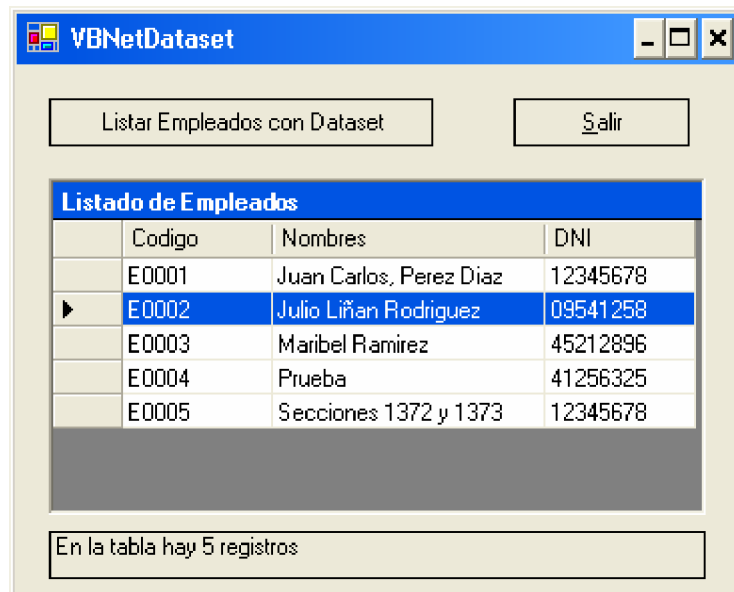 VBNetDataset
Listar Empleados con Dataset Salir
Listado de Empleados
Codigo Nombres DNI
E0001 Juan Carlos, Perez Diaz 12345678
E0002 Julio Liñan Rodriguez 09541258
E0003 Maribel Ramirez 45212896
E0004 Prueba 41256325
E0005 Secciones 1372 y 1373 12345678
En la tabla hay 5 registros